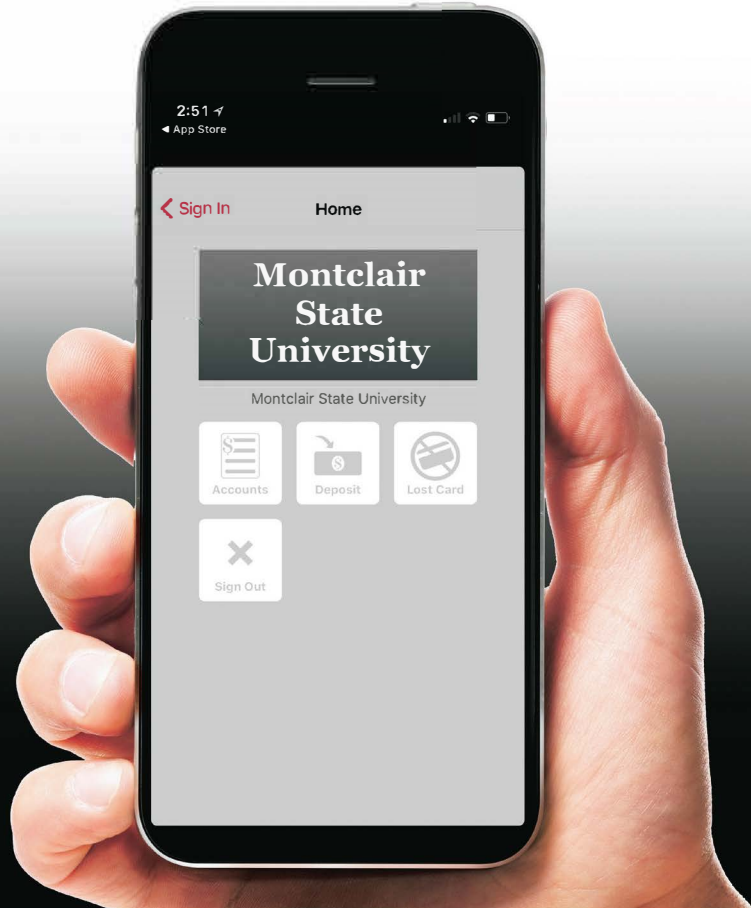 2:51
App Store
Sign In
Home
Montclair
State
University
Montclair State University
Accounts
Deposit
Lost Card
Sign Out